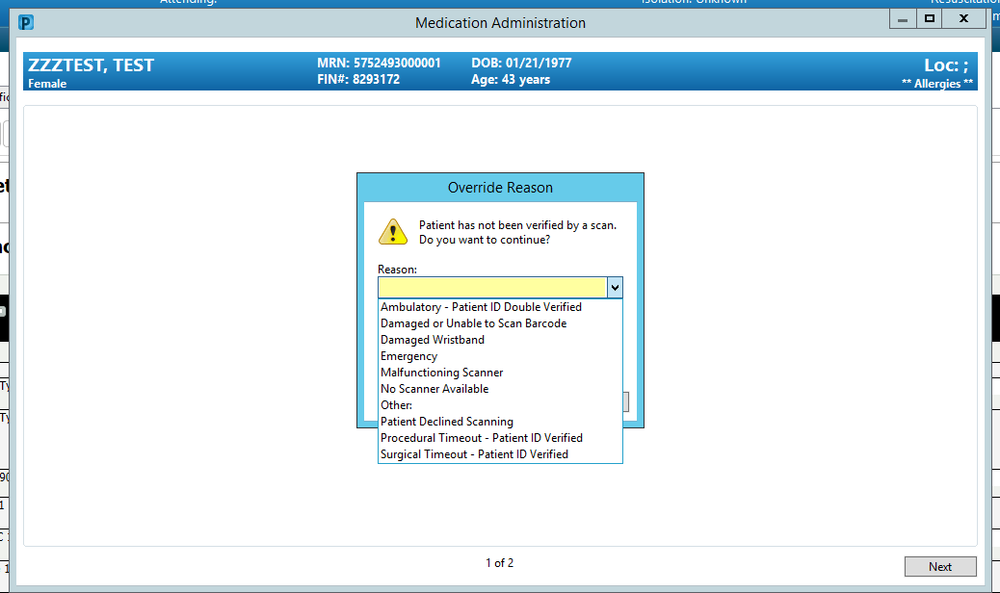 Attending:
Isolation: Unknown
P
Medication Administration
ZZZTEST, TEST
MRN: 5752493000001
DOB: 01/21/1977
Loc: ;
Female
FIN#: 8293172
Age: 43 years
** Allergies **
Override Reason
Patient has not been verified by a scan.
Do you want to continue?
Reason:
Ambulatory - Patient ID Double Verified
Damaged or Unable to Scan Barcode
Damaged Wristband
Emergency
Malfunctioning Scanner
No Scanner Available
Other:
Patient Declined Scanning
Procedural Timeout - Patient ID Verified
Surgical Timeout - Patient ID Verified
1 of 2
Next